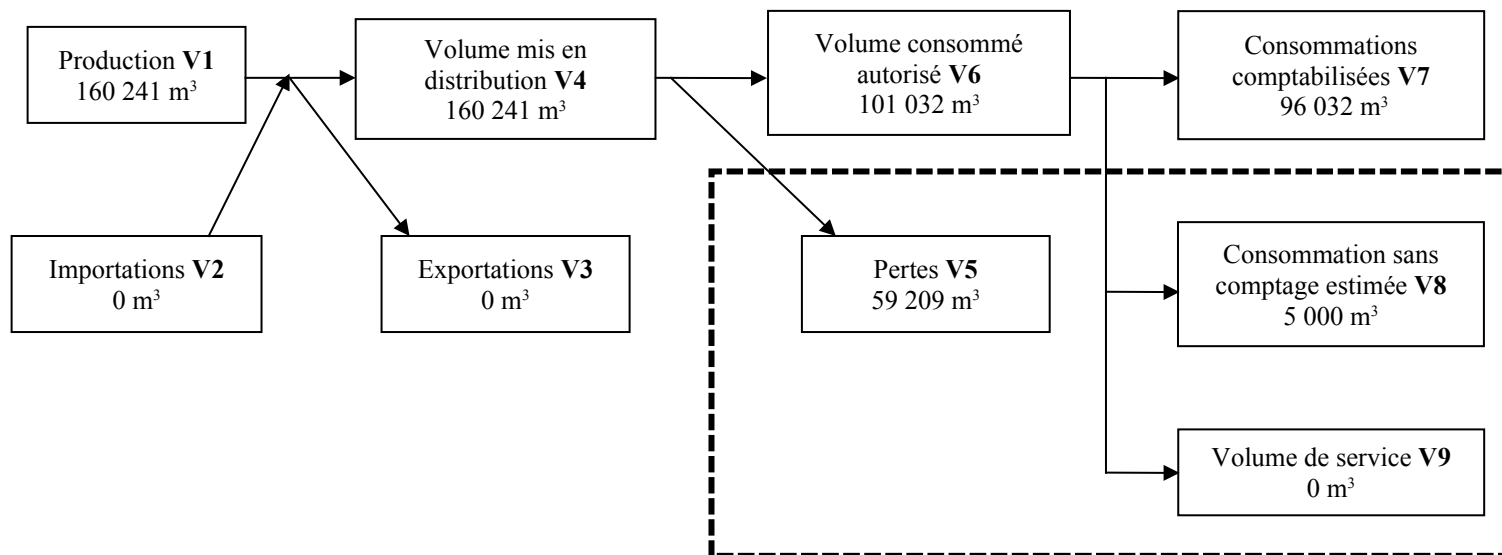 Production V1
160 241 m³
Volume mis en
distribution V4
160 241 m³
Volume consommé
autorisé V6
101 032 m³
Consommations
comptabilisées V7
96 032 m³
Importations V2
0 m³
Exportations V3
0 m³
Pertes V5
59 209 m³
Consommation sans
comptage estimée V8
5 000 m³
Volume de service V9
0 m³